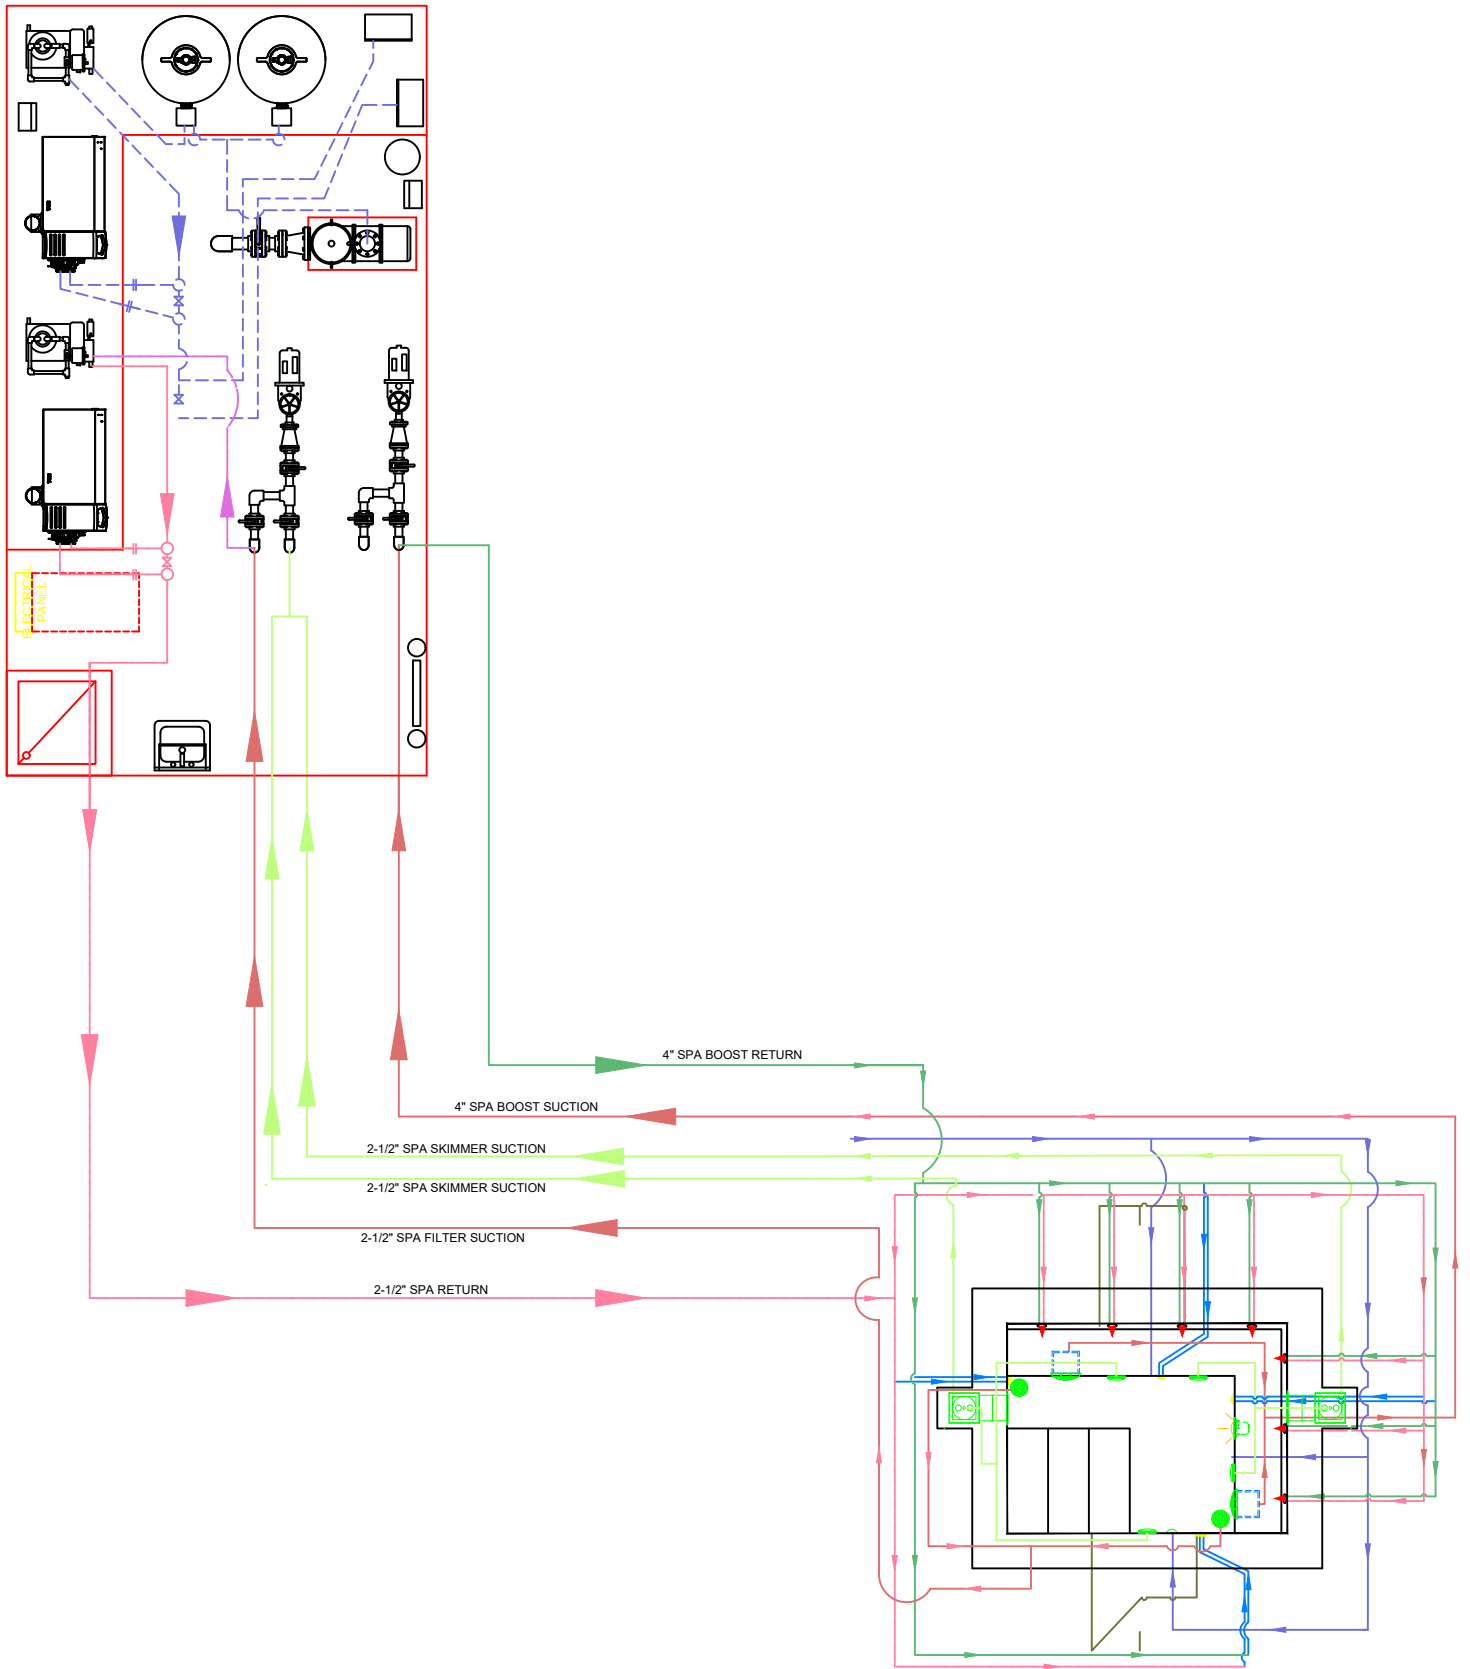 ELECTRICAL
PANEL
4" SPA BOOST RETURN
4" SPA BOOST SUCTION
2-1/2" SPA SKIMMER SUCTION
2-1/2" SPA SKIMMER SUCTION
2-1/2" SPA FILTER SUCTION
2-1/2" SPA RETURN